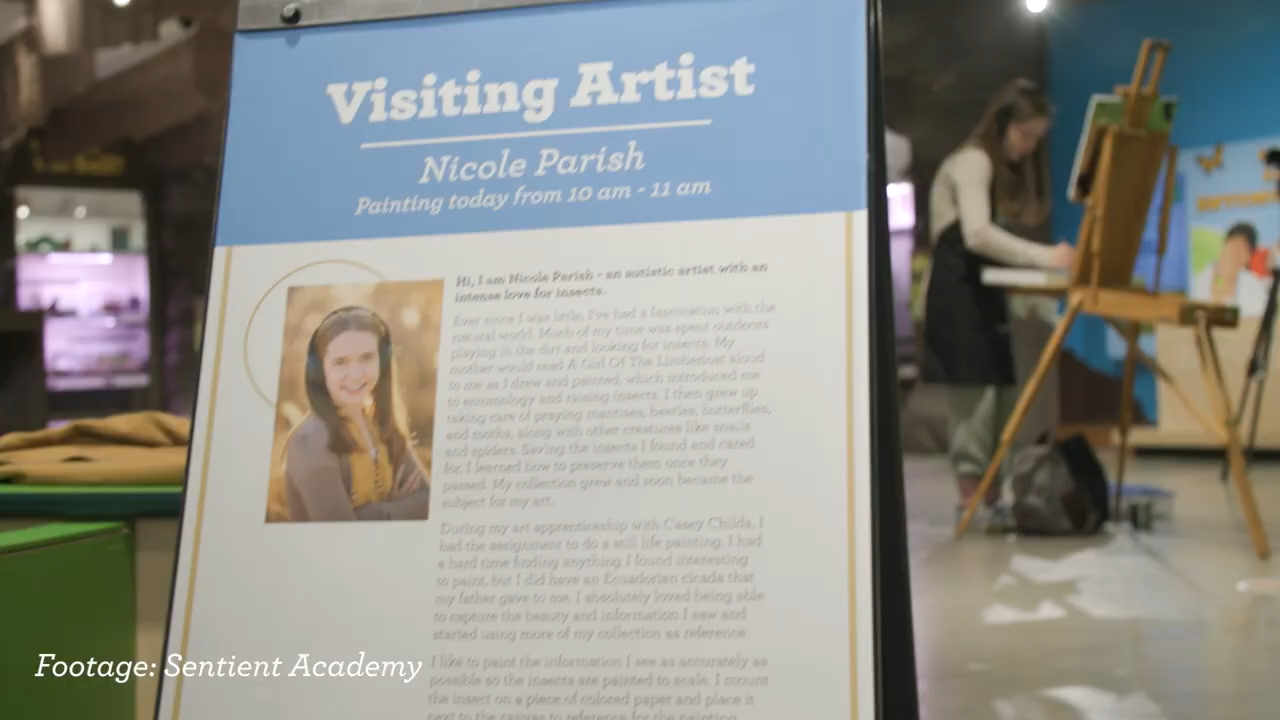 Visiting Artist
Nicole Parish
Painting today from 10 am - 11 am
Hi, I am Nicole Parish - an autistic artist with an
intense love for insects.
Ever since I was little, I've had a fascination with the
natural world. Much of my time was spent outdoors
playing in the dirt and looking for insects. My
mother would read A Girl Of The Limberlost aloud
to me as I drew and painted, which introduced me
to entomology and raising insects. I then grew up
taking care of praying mantises, beetles, butterflies,
and moths, along with other creatures like snails
and spiders. Saving the insects I found and cared
for, I learned how to preserve them once they
passed. My collection grew and soon became the
subject for my art.
During my art apprenticeship with Casey Childs, I
had the assignment to do a still life painting. I had
a hard time finding anything I found interesting
to paint, but I did have an Ecuadorian cicada that
my father gave to me. I absolutely loved being able
to capture the beauty and information I saw and
started using more of my collection as reference.
I like to paint the information I see as accurately as
possible so the insects are painted to scale. I mount
the insect on a piece of colored paper and place it
next to the canvas to reference for the painting.
Footage: Sentient Academy